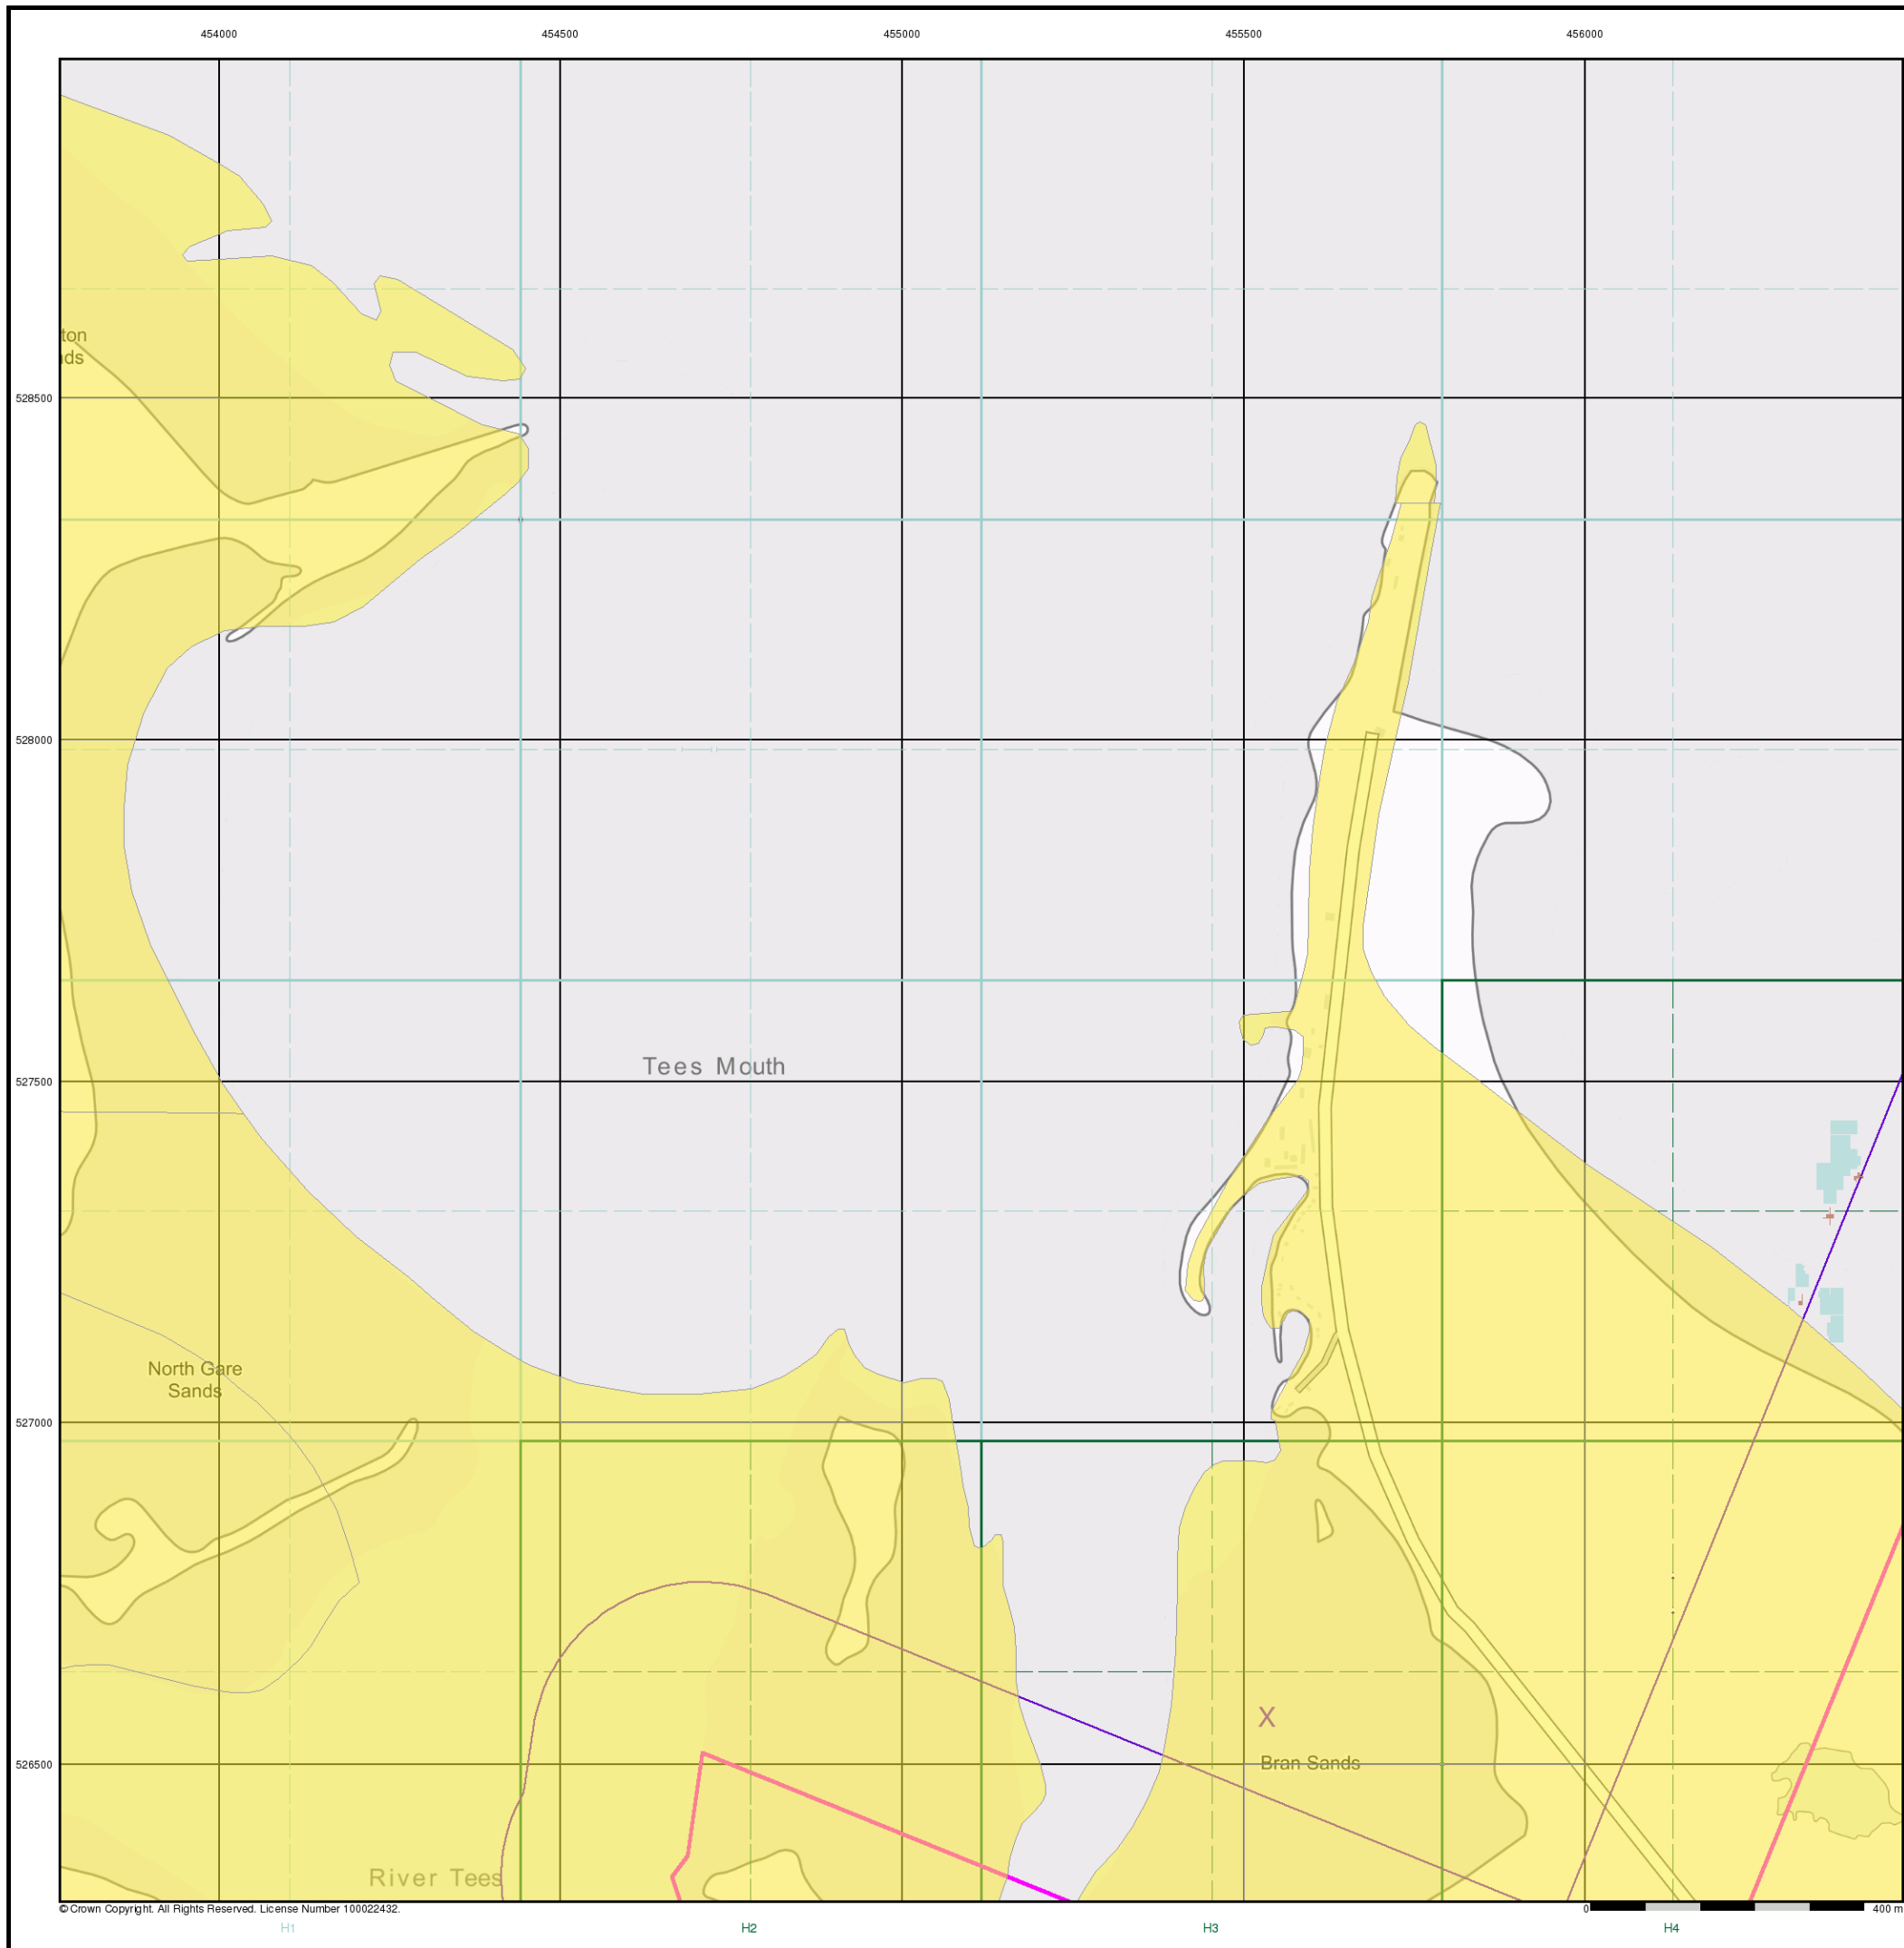 454000 454500 455000 455500 456000
ton
nds
528500
528000
Tees Mouth
527500
North Gare
Sands
527000
X
526500
Bran Sands
River Tees
© Crown Copyright. All Rights Reserved. License Number 100022432.
0 400 m
H1 H2 H3 H4